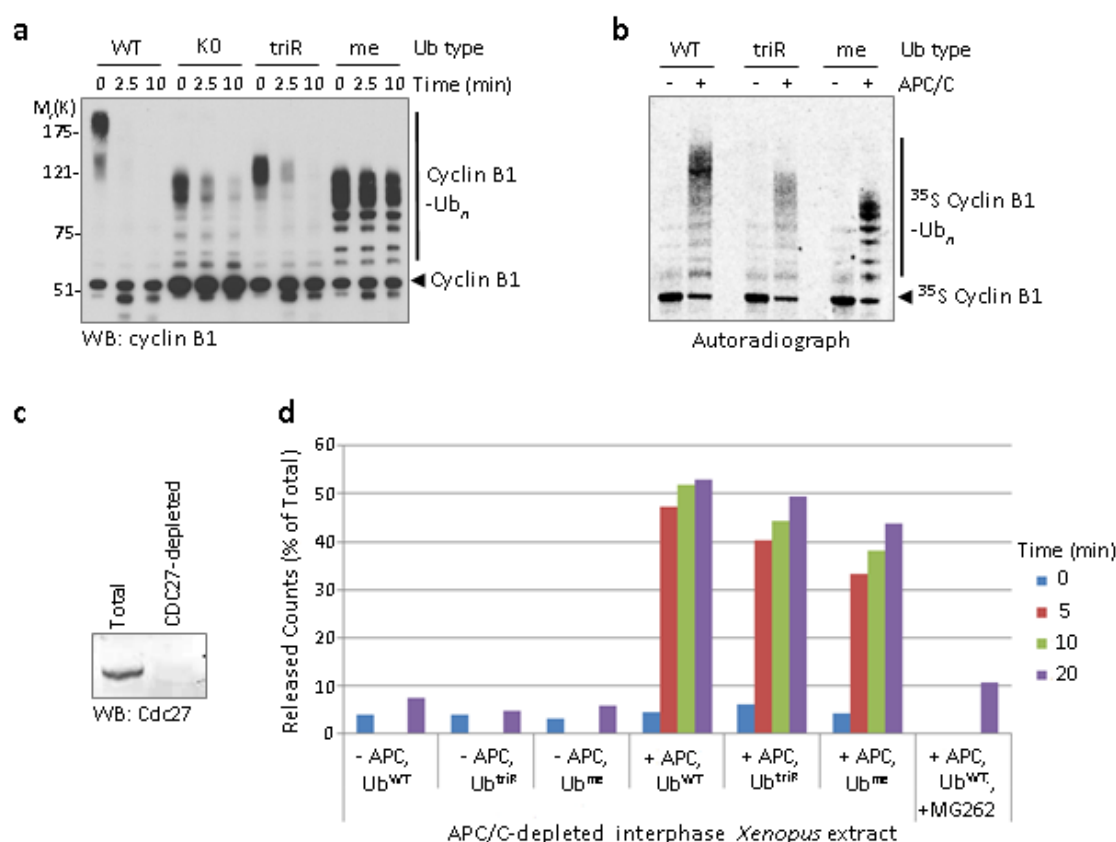 a
WT K0 triR me Ub type
0 2.5 10 0 2.5 10 0 2.5 10 0 2.5 10 Time (min)
Mr(K)
175-
121-
75-
51-
Cyclin B1
-Ubn
Cyclin B1
WB: cyclin B1
b
WT triR me Ub type
- + - + - + APC/C
35S Cyclin B1
-Ubn
35S Cyclin B1
Autoradiograph
c
Total
CDC27-depleted
WB: Cdc27
d
Released Counts (% of Total)
60
50
40
30
20
10
0
- APC, UbWT
- APC, UbtriR
- APC, Ubme
+ APC, UbWT
+ APC, UbtriR
+ APC, Ubme
+ APC, UbWT, +MG262
APC/C-depleted interphase Xenopus extract
Time (min)
0
5
10
20